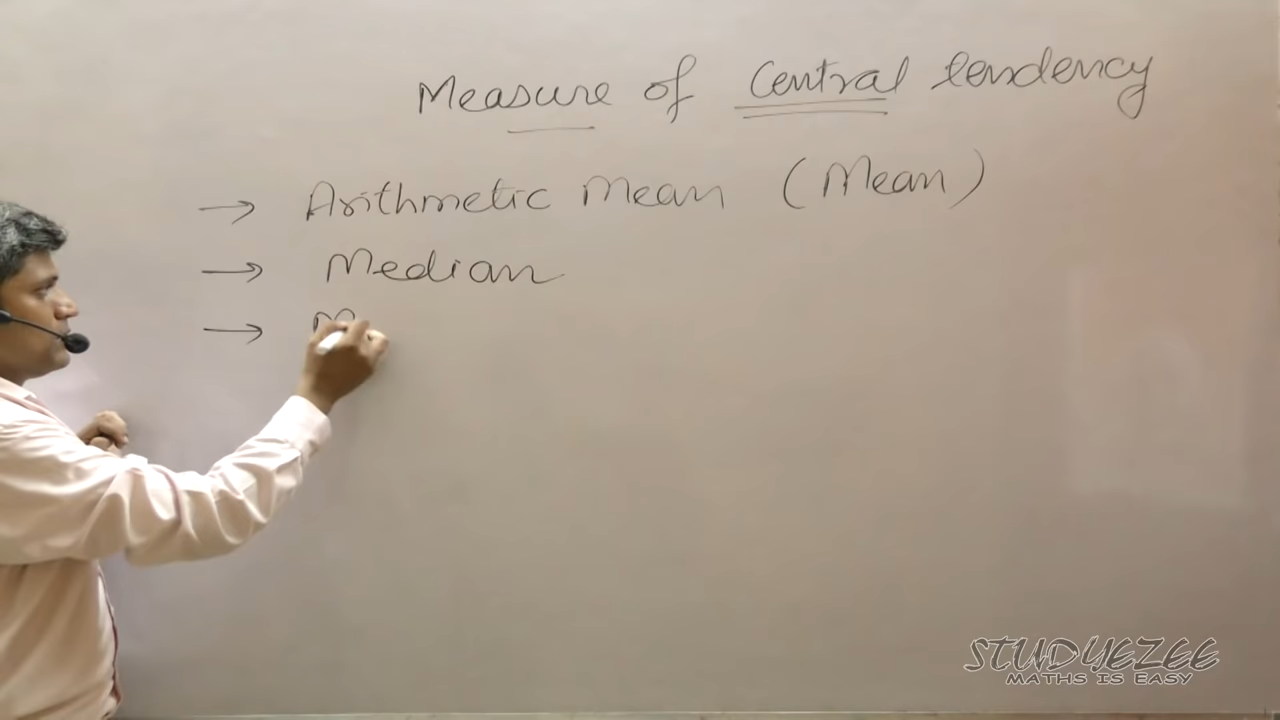 Measure of Central tendency
→ Arithmetic Mean (Mean)
→ Median
→ M
STUDYEZEE
MATHS IS EASY